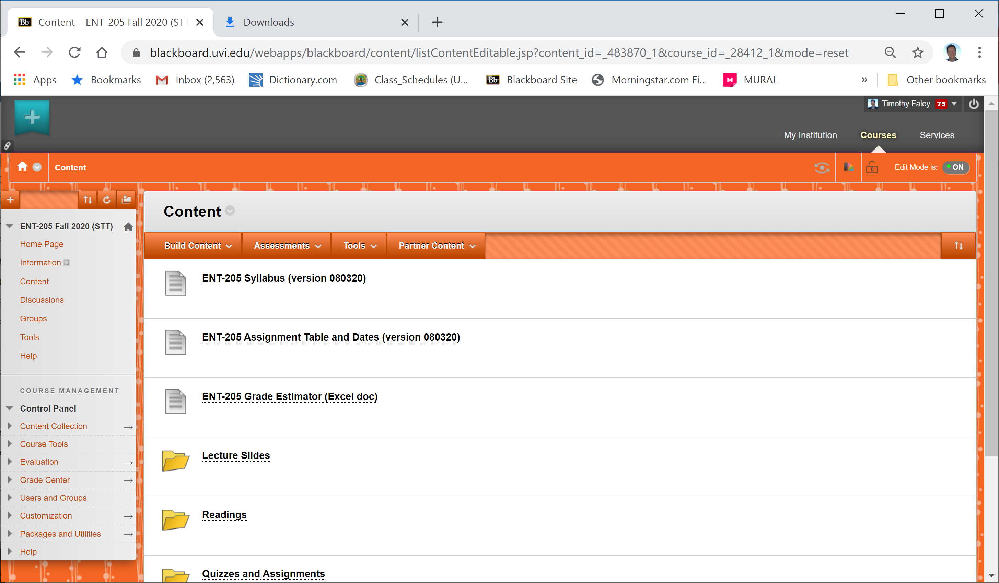 Bb Content – ENT-205 Fall 2020 (STT
Downloads
blackboard.uvi.edu/webapps/blackboard/content/listContentEditable.jsp?content_id=_483870_1&course_id=_28412_1&mode=reset
Apps Bookmarks Inbox (2,563) Dictionary.com Class_Schedules (U... Bb Blackboard Site Morningstar.com Fi... M MURAL » Other bookmarks
Timothy Faley 75
My Institution Courses Services
Content
0 Edit Mode is: ON
ENT-205 Fall 2020 (STT)
Home Page
Information
Content
Discussions
Groups
Tools
Help
COURSE MANAGEMENT
Control Panel
Content Collection
Course Tools
Evaluation
Grade Center
Users and Groups
Customization
Packages and Utilities
Help
Content
Build Content Assessments Tools Partner Content
ENT-205 Syllabus (version 080320)
ENT-205 Assignment Table and Dates (version 080320)
ENT-205 Grade Estimator (Excel doc)
Lecture Slides
Readings
Quizzes and Assignments